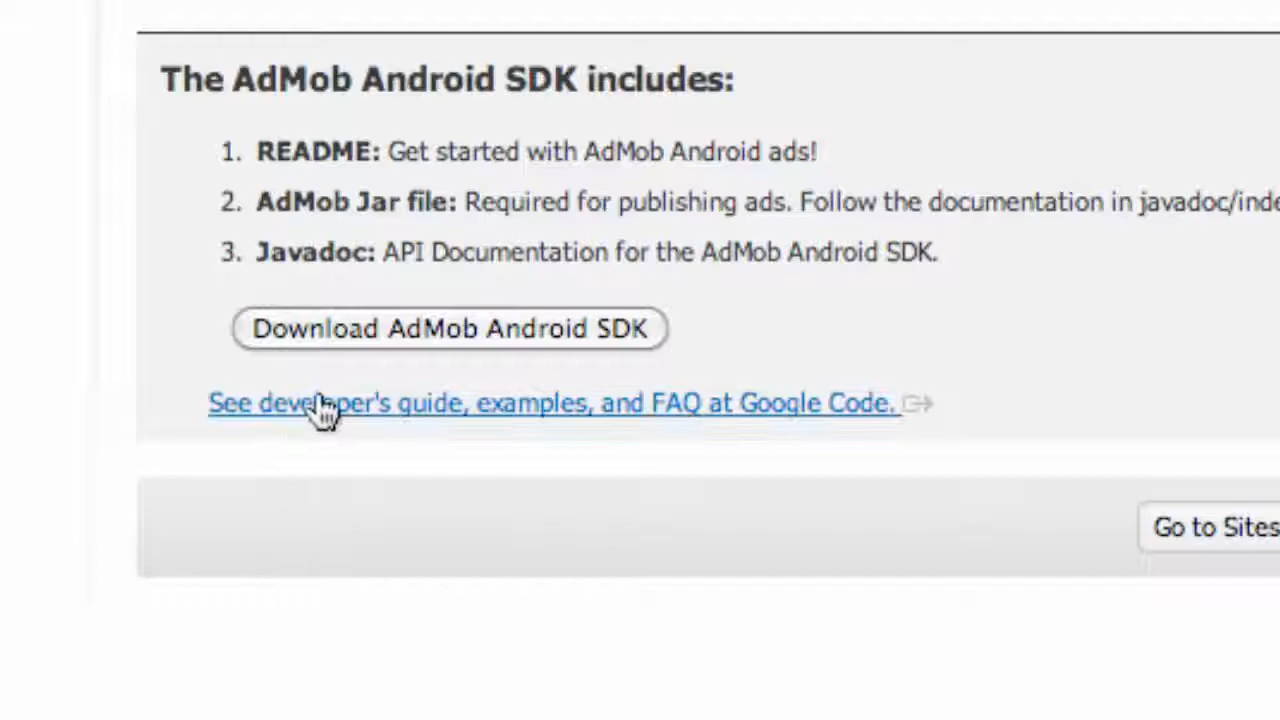 The AdMob Android SDK includes:
1. README: Get started with AdMob Android ads!
2. AdMob Jar file: Required for publishing ads. Follow the documentation in javadoc/inde
3. Javadoc: API Documentation for the AdMob Android SDK.
Download AdMob Android SDK
See developer's guide, examples, and FAQ at Google Code.
Go to Sites